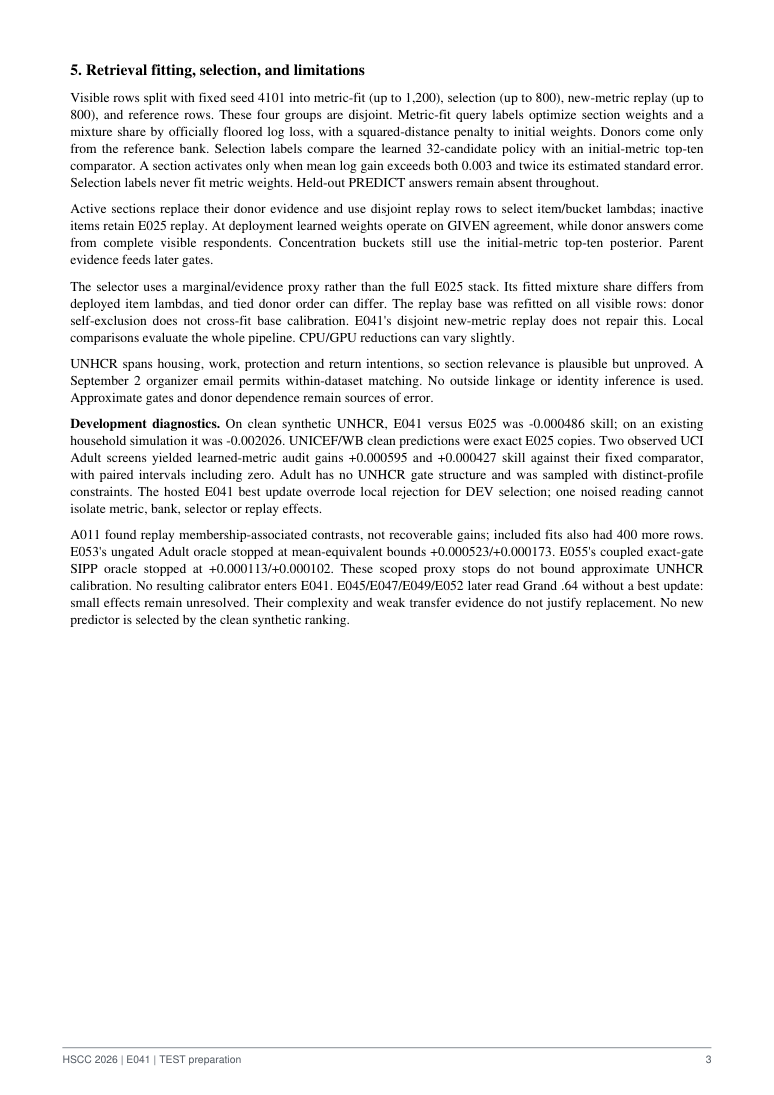 5. Retrieval fitting, selection, and limitations
Visible rows split with fixed seed 4101 into metric-fit (up to 1,200), selection (up to 800), new-metric replay (up to
800), and reference rows. These four groups are disjoint. Metric-fit query labels optimize section weights and a
mixture share by officially floored log loss, with a squared-distance penalty to initial weights. Donors come only
from the reference bank. Selection labels compare the learned 32-candidate policy with an initial-metric top-ten
comparator. A section activates only when mean log gain exceeds both 0.003 and twice its estimated standard error.
Selection labels never fit metric weights. Held-out PREDICT answers remain absent throughout.
Active sections replace their donor evidence and use disjoint replay rows to select item/bucket lambdas; inactive
items retain E025 replay. At deployment learned weights operate on GIVEN agreement, while donor answers come
from complete visible respondents. Concentration buckets still use the initial-metric top-ten posterior. Parent
evidence feeds later gates.
The selector uses a marginal/evidence proxy rather than the full E025 stack. Its fitted mixture share differs from
deployed item lambdas, and tied donor order can differ. The replay base was refitted on all visible rows: donor
self-exclusion does not cross-fit base calibration. E041's disjoint new-metric replay does not repair this. Local
comparisons evaluate the whole pipeline. CPU/GPU reductions can vary slightly.
UNHCR spans housing, work, protection and return intentions, so section relevance is plausible but unproved. A
September 2 organizer email permits within-dataset matching. No outside linkage or identity inference is used.
Approximate gates and donor dependence remain sources of error.
Development diagnostics. On clean synthetic UNHCR, E041 versus E025 was -0.000486 skill; on an existing
household simulation it was -0.002026. UNICEF/WB clean predictions were exact E025 copies. Two observed UCI
Adult screens yielded learned-metric audit gains +0.000595 and +0.000427 skill against their fixed comparator,
with paired intervals including zero. Adult has no UNHCR gate structure and was sampled with distinct-profile
constraints. The hosted E041 best update overrode local rejection for DEV selection; one noised reading cannot
isolate metric, bank, selector or replay effects.
A011 found replay membership-associated contrasts, not recoverable gains; included fits also had 400 more rows.
E053's ungated Adult oracle stopped at mean-equivalent bounds +0.000523/+0.000173. E055's coupled exact-gate
SIPP oracle stopped at +0.000113/+0.000102. These scoped proxy stops do not bound approximate UNHCR
calibration. No resulting calibrator enters E041. E045/E047/E049/E052 later read Grand .64 without a best update:
small effects remain unresolved. Their complexity and weak transfer evidence do not justify replacement. No new
predictor is selected by the clean synthetic ranking.
HSCC 2026 | E041 | TEST preparation
3